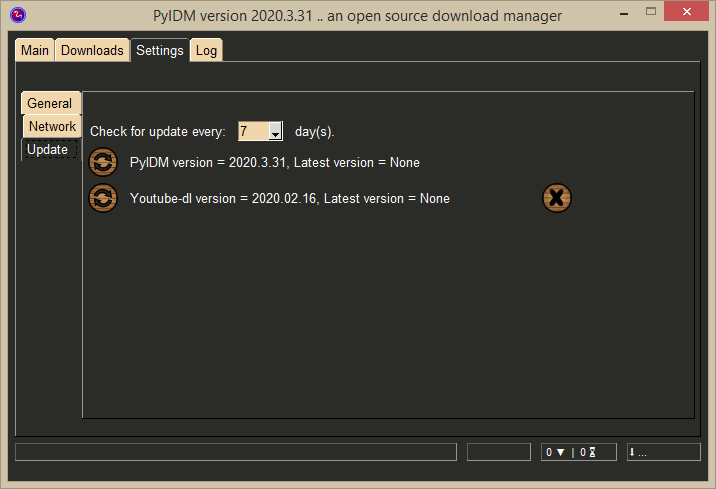 PyIDM version 2020.3.31 .. an open source download manager
Main Downloads Settings Log
General
Network
Update
Check for update every: 7 day(s).
PyIDM version = 2020.3.31, Latest version = None
Youtube-dl version = 2020.02.16, Latest version = None
0 ▼ | 0 ⌛ ⬇ ...